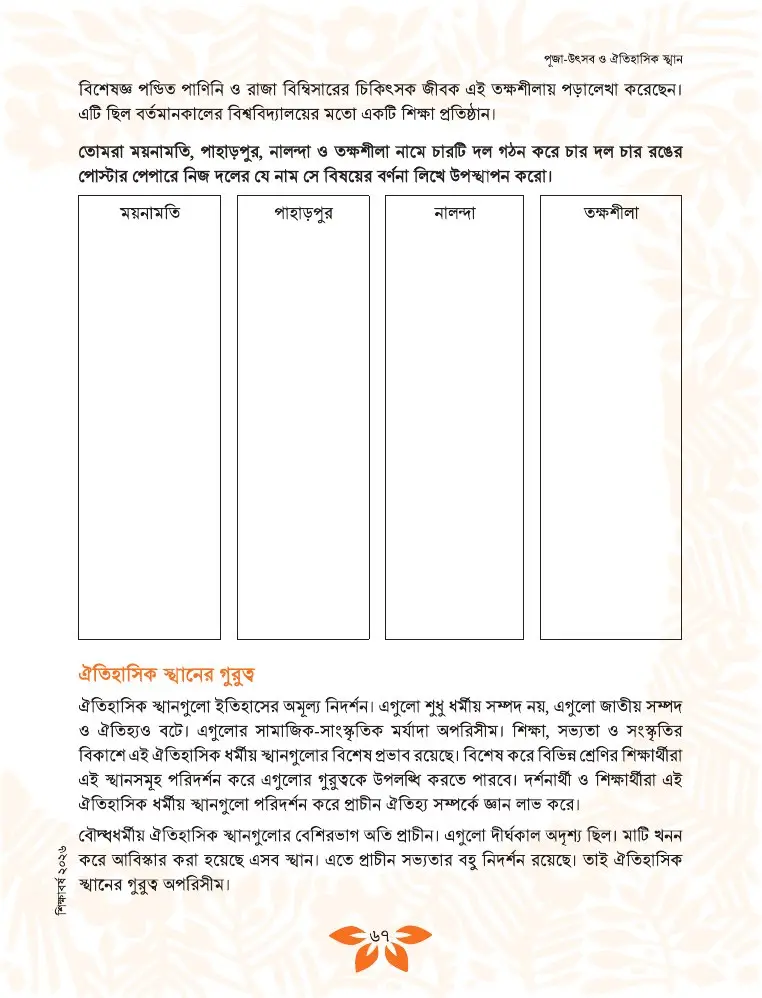 পূজা-উৎসব ও ঐতিহাসিক স্থান
বিশেষজ্ঞ পন্ডিত পাণিনি ও রাজা বিম্বিসারের চিকিৎসক জীবক এই তক্ষশীলায় পড়ালেখা করেছেন।
এটি ছিল বর্তমানকালের বিশ্ববিদ্যালয়ের মতো একটি শিক্ষা প্রতিষ্ঠান।
তোমরা ময়নামতি, পাহাড়পুর, নালন্দা ও তক্ষশীলা নামে চারটি দল গঠন করে চার দল চার রঙের
পোস্টার পেপারে নিজ দলের যে নাম সে বিষয়ের বর্ণনা লিখে উপস্থাপন করো।
ময়নামতি
পাহাড়পুর
নালন্দা
তক্ষশীলা
ঐতিহাসিক স্থানের গুরুত্ব
ঐতিহাসিক স্থানগুলো ইতিহাসের অমূল্য নিদর্শন। এগুলো শুধু ধর্মীয় সম্পদ নয়, এগুলো জাতীয় সম্পদ
ও ঐতিহ্যও বটে। এগুলোর সামাজিক-সাংস্কৃতিক মর্যাদা অপরিসীম। শিক্ষা, সভ্যতা ও সংস্কৃতির
বিকাশে এই ঐতিহাসিক ধর্মীয় স্থানগুলোর বিশেষ প্রভাব রয়েছে। বিশেষ করে বিভিন্ন শ্রেণির শিক্ষার্থীরা
এই স্থানসমূহ পরিদর্শন করে এগুলোর গুরুত্বকে উপলব্ধি করতে পারবে। দর্শনার্থী ও শিক্ষার্থীরা এই
ঐতিহাসিক ধর্মীয় স্থানগুলো পরিদর্শন করে প্রাচীন ঐতিহ্য সম্পর্কে জ্ঞান লাভ করে।
বৌদ্ধধর্মীয় ঐতিহাসিক স্থানগুলোর বেশিরভাগ অতি প্রাচীন। এগুলো দীর্ঘকাল অদৃশ্য ছিল। মাটি খনন
করে আবিস্কার করা হয়েছে এসব স্থান। এতে প্রাচীন সভ্যতার বহু নিদর্শন রয়েছে। তাই ঐতিহাসিক
স্থানের গুরুত্ব অপরিসীম।
শিক্ষাবর্ষ ২০২৬
৬৭